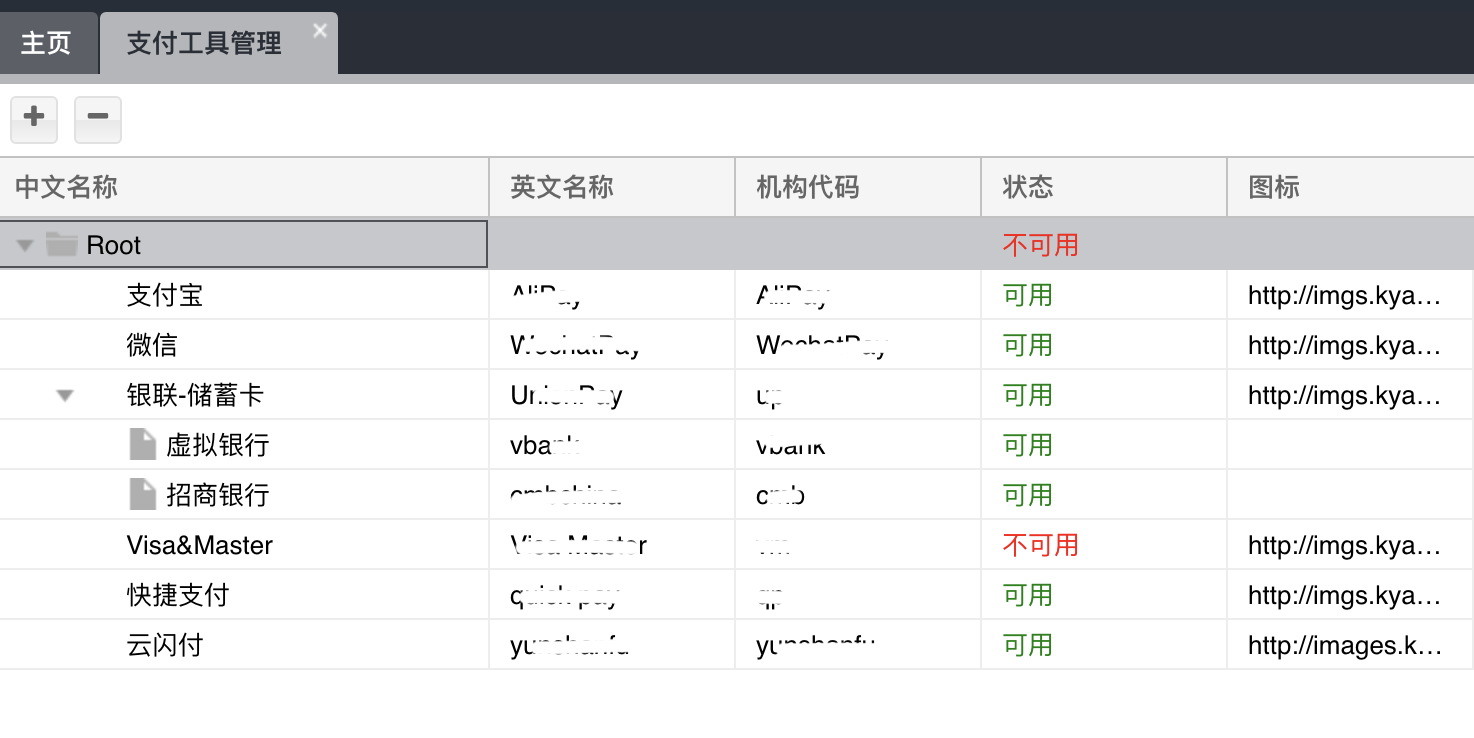 主页 支付工具管理
中文名称 英文名称 机构代码 状态 图标
Root 不可用
支付宝 AliPay AliPay 可用 http://imgs.kya…
微信 WechatPay WechatPay 可用 http://imgs.kya…
银联-储蓄卡 UnionPay up 可用 http://imgs.kya…
虚拟银行 vbank vbank 可用
招商银行 cmbchina cmb 可用
Visa&Master Visa Master vm 不可用 http://imgs.kya…
快捷支付 quick pay qp 可用 http://imgs.kya…
云闪付 yunshanfu yunshanfu 可用 http://images.k…